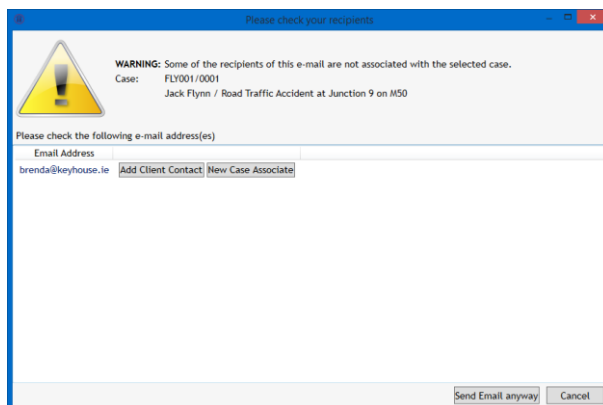 Please check your recipients
WARNING: Some of the recipients of this e-mail are not associated with the selected case.
Case: FLY001/0001
Jack Flynn / Road Traffic Accident at Junction 9 on M50
Please check the following e-mail address(es)
Email Address
brenda@keyhouse.ie Add Client Contact New Case Associate
Send Email anyway Cancel